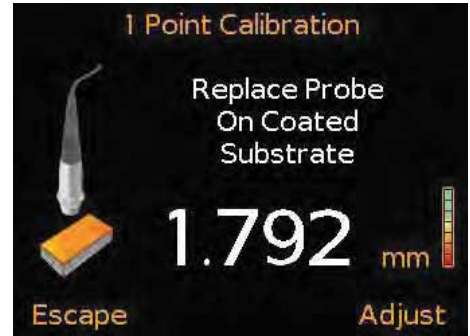 1 Point Calibration
Replace Probe
On Coated
Substrate
1.792 mm
Escape Adjust